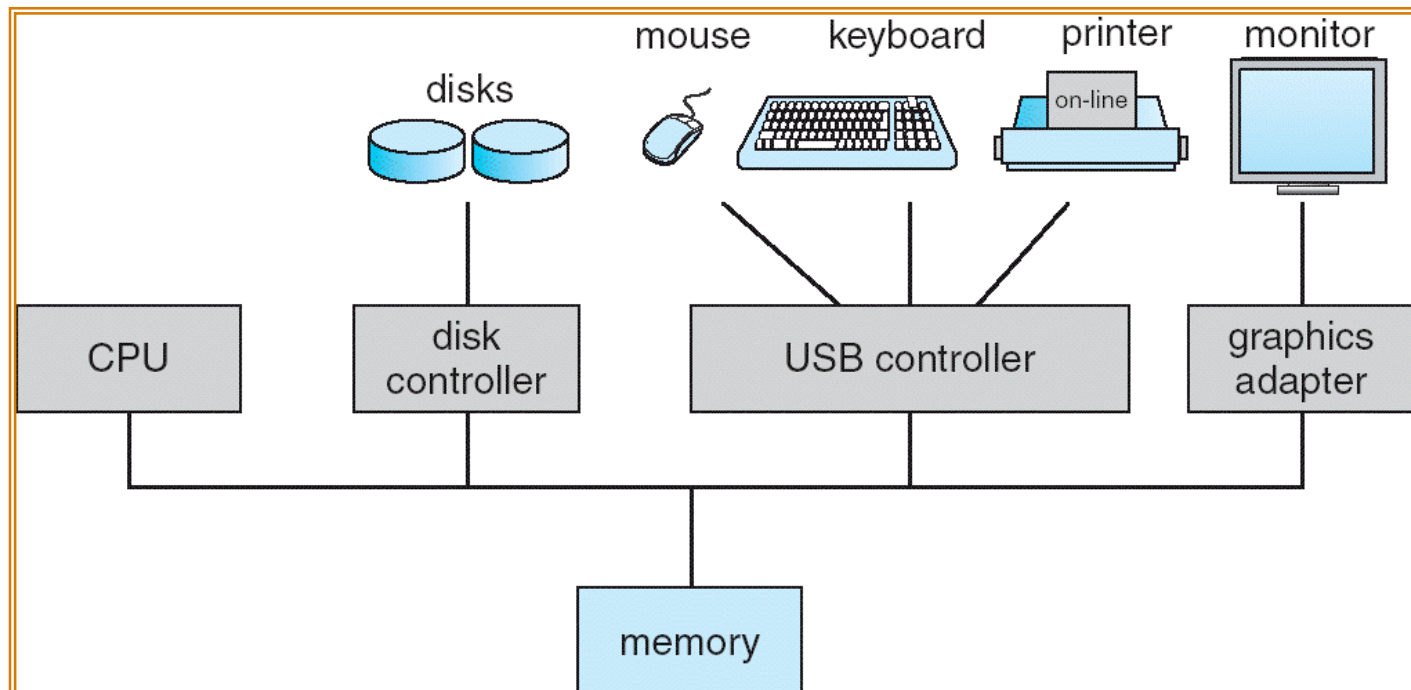 mouse
keyboard
printer
monitor
disks
on-line
CPU
disk
controller
USB controller
graphics
adapter
memory